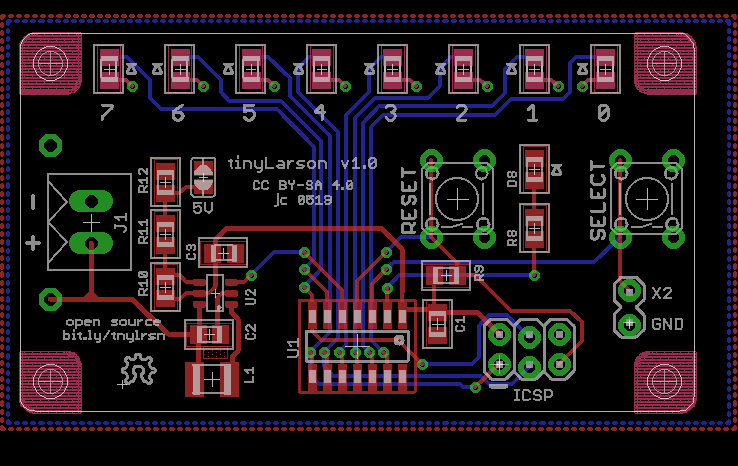 7 6 5 4 3 2 1 0
tinyLarson v1.0
CC BY-SA 4.0
jc 0519
RESET
SELECT
D8
R8
R12
R11
R10
5V
J1
-
+
C3
U2
C2
L1
R9
C1
U1
X2
GND
open source
bit.ly/tnylrsn
ICSP